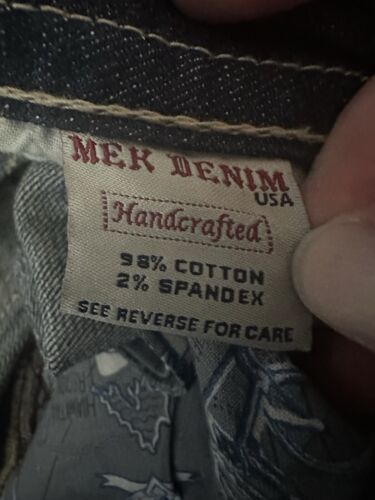 MEK DENIM
USA
Handcrafted
98% COTTON
2% SPANDEX
SEE REVERSE FOR CARE